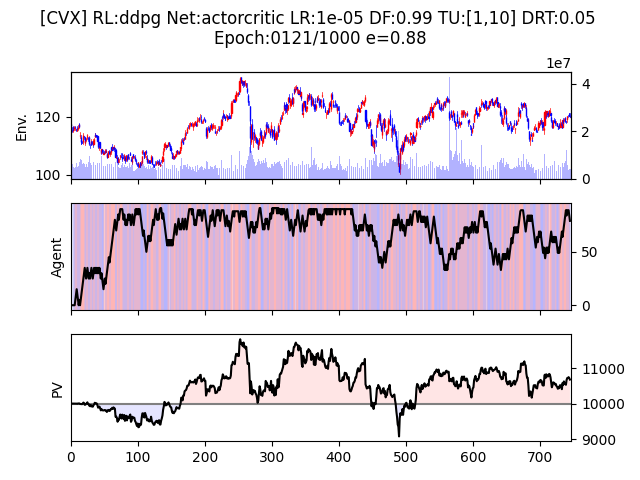 [CVX] RL:ddpg Net:actorcritic LR:1e-05 DF:0.99 TU:[1,10] DRT:0.05
Epoch:0121/1000 e=0.88
1e7
Env.
120
100
4
2
0
Agent
50
0
PV
11000
10000
9000
0 100 200 300 400 500 600 700